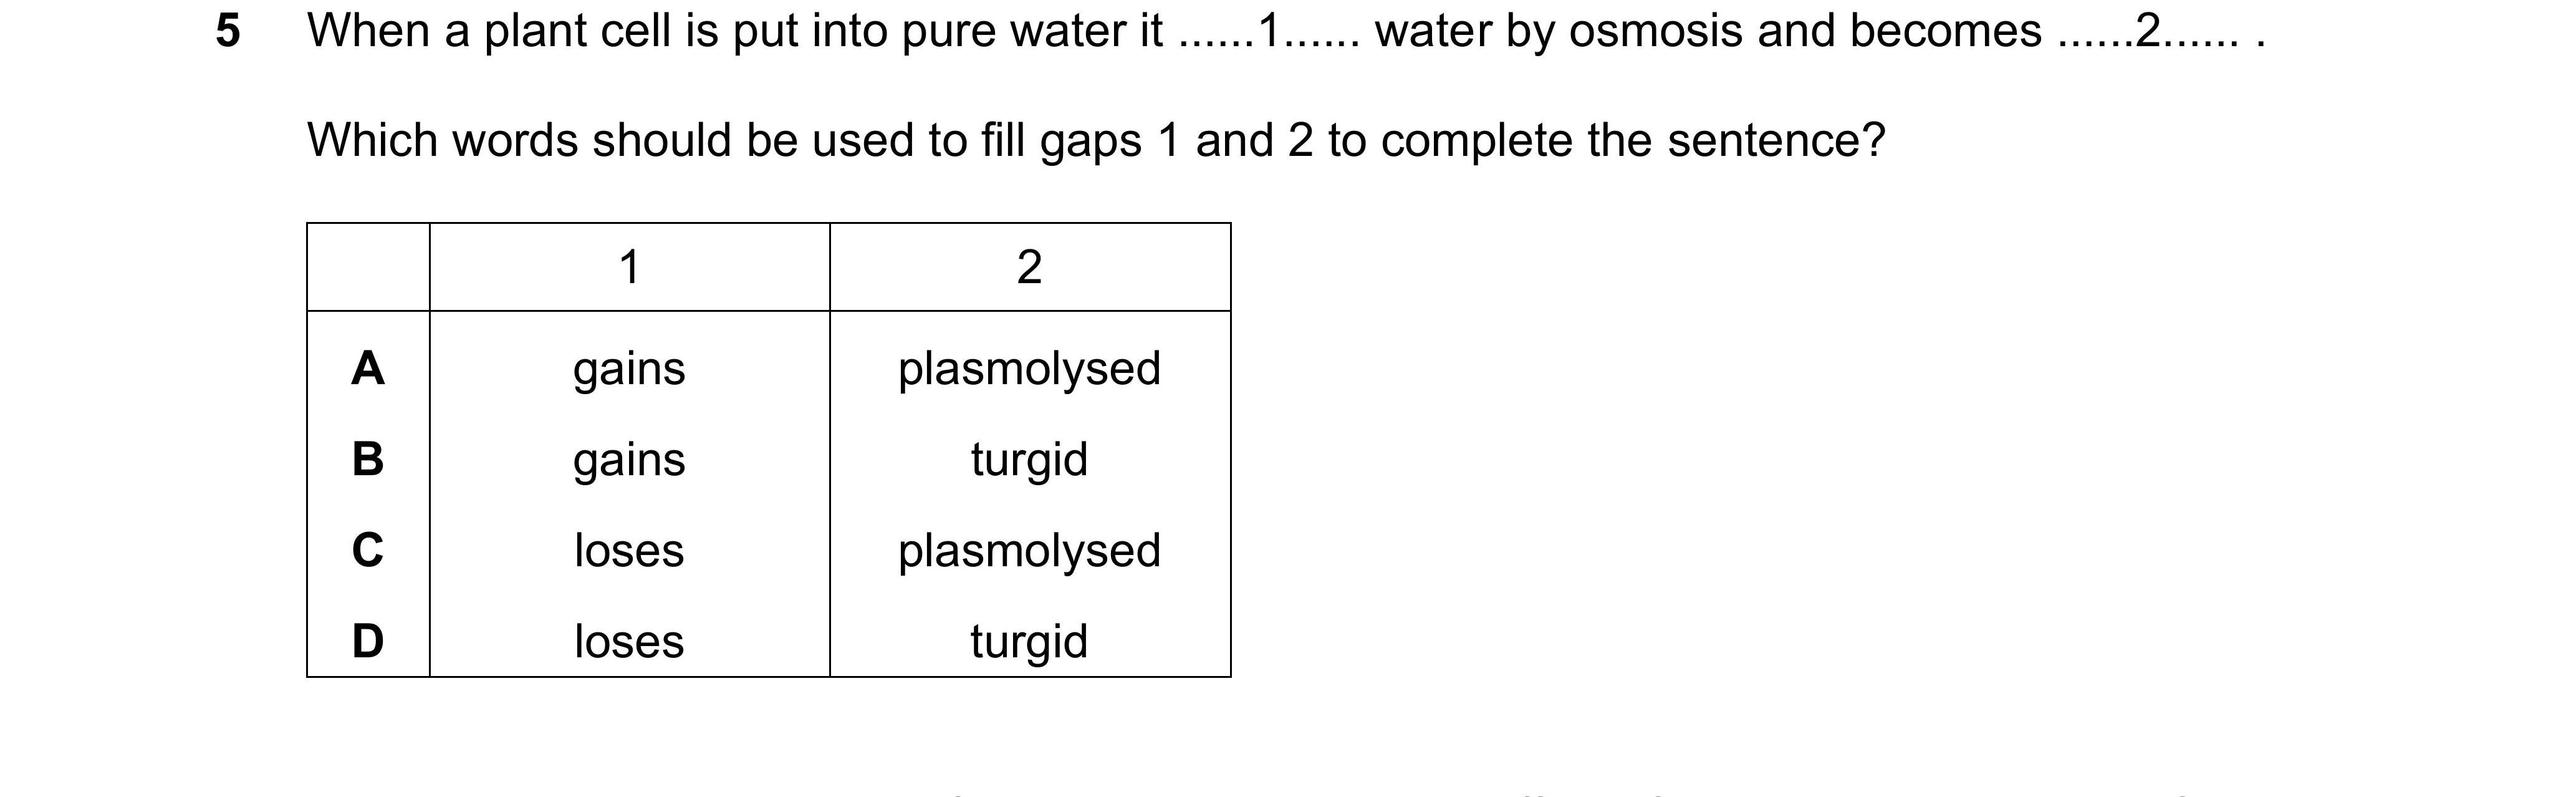 5 When a plant cell is put into pure water it ......1...... water by osmosis and becomes ......2...... .
Which words should be used to fill gaps 1 and 2 to complete the sentence?
1 2
A gains plasmolysed
B gains turgid
C loses plasmolysed
D loses turgid